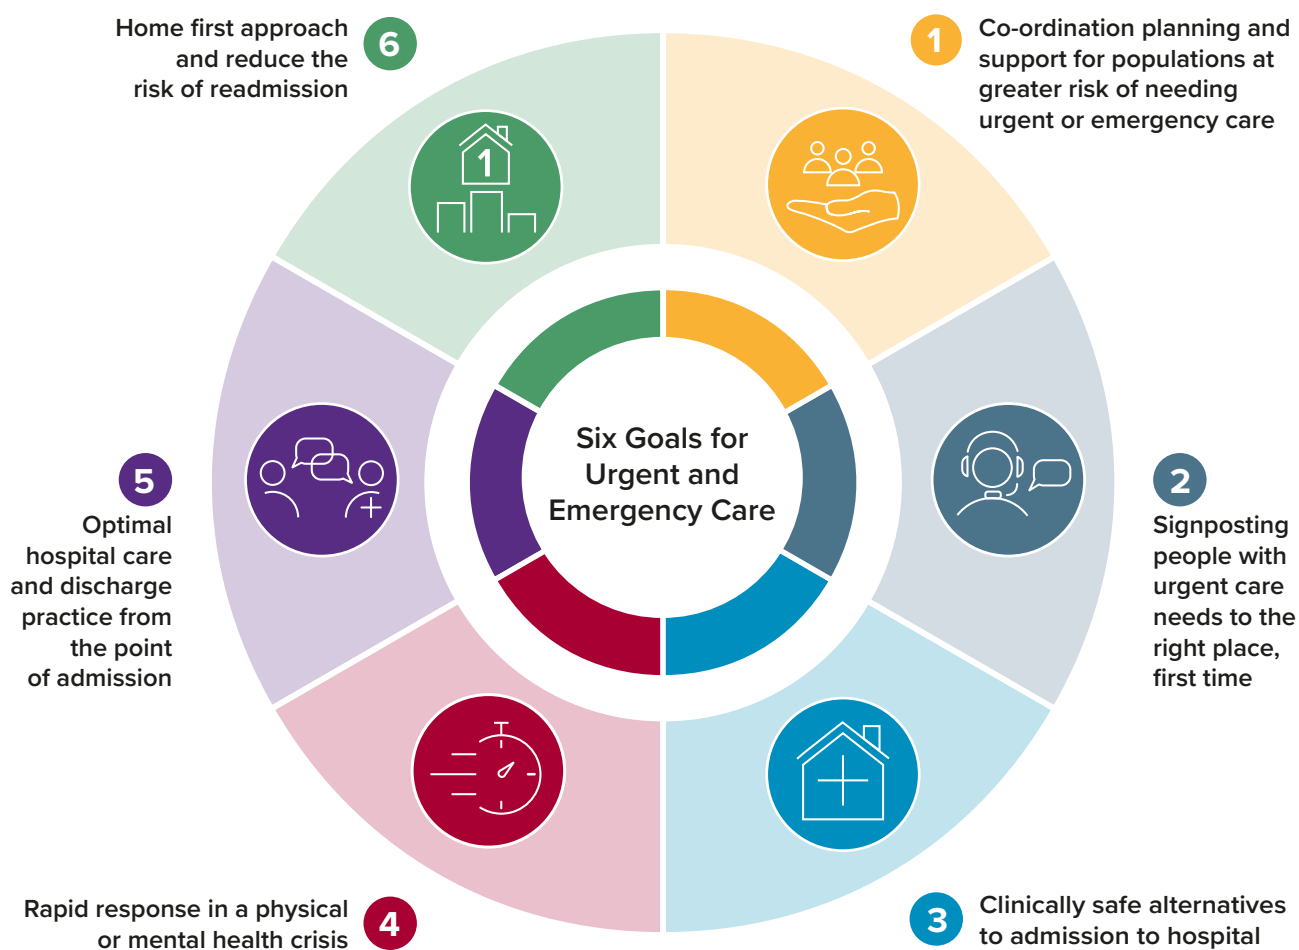 Six Goals for
Urgent and
Emergency Care
1
Co-ordination planning and
support for populations at
greater risk of needing
urgent or emergency care
2
Signposting
people with
urgent care
needs to the
right place,
first time
3
Clinically safe alternatives
to admission to hospital
4
Rapid response in a physical
or mental health crisis
5
Optimal
hospital care
and discharge
practice from
the point
of admission
6
Home first approach
and reduce the
risk of readmission
1